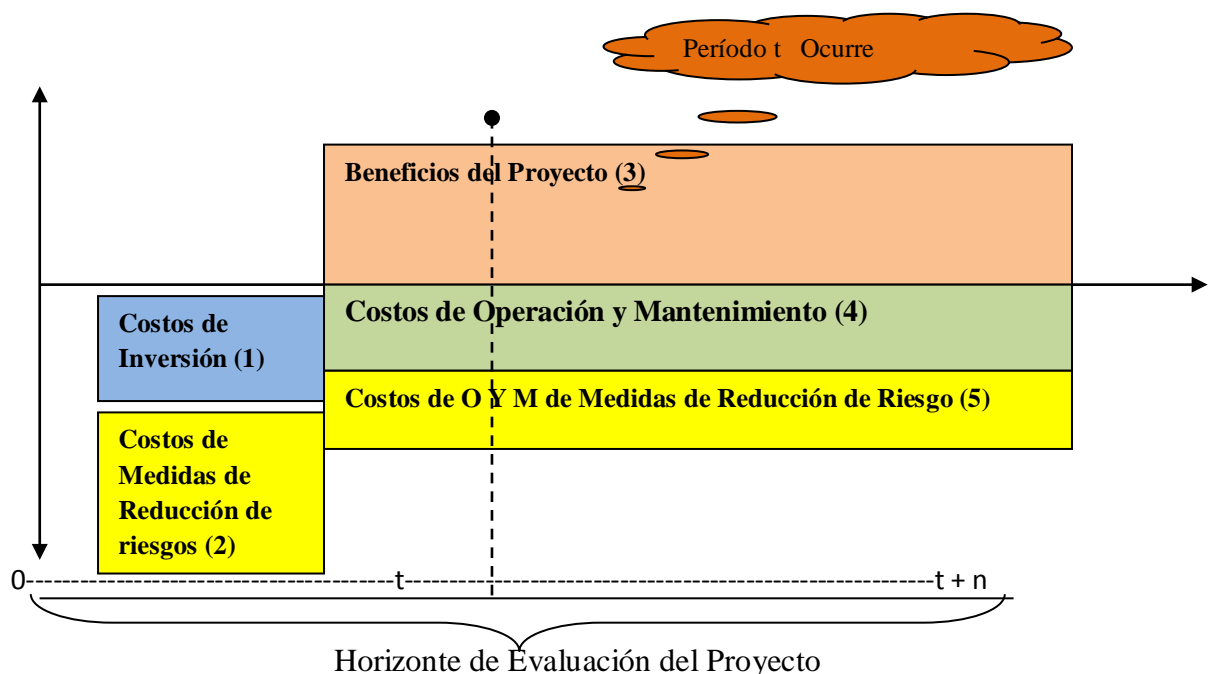 Período t Ocurre
Beneficios del Proyecto (3)
Costos de Operación y Mantenimiento (4)
Costos de
Inversión (1)
Costos de O Y M de Medidas de Reducción de Riesgo (5)
Costos de
Medidas de
Reducción de
riesgos (2)
0------------------------------------------t------------------------------------------------------------t + n
Horizonte de Evaluación del Proyecto